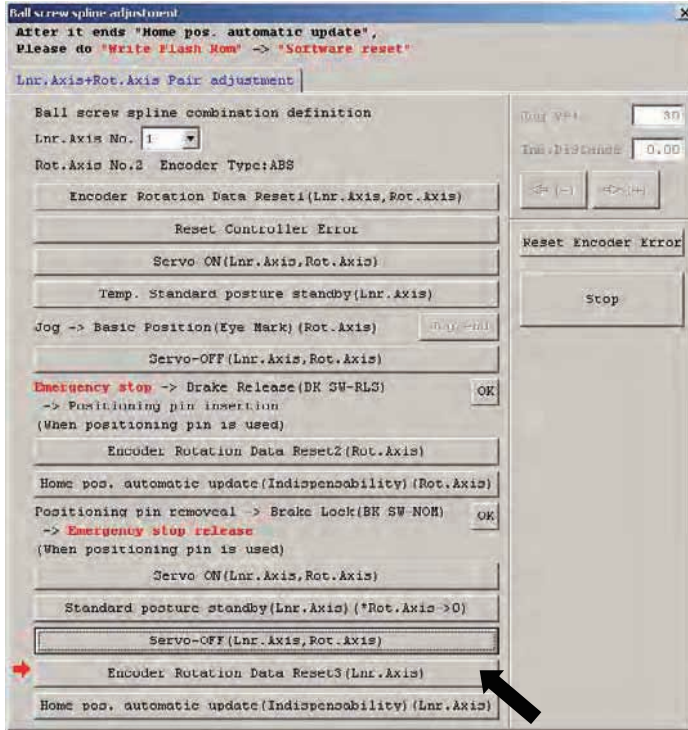 Ball screw spline adjustment
After it ends "Home pos. automatic update",
Please do "Write Flash Rom" -> "Software reset"
Lnr.Axis+Rot.Axis Pair adjustment
Ball screw spline combination definition
Lnr.Axis No. 1
Rot.Axis No.2 Encoder Type:ABS
Encoder Rotation Data Reset1(Lnr.Axis,Rot.Axis)
Reset Controller Error
Servo ON(Lnr.Axis,Rot.Axis)
Temp. Standard posture standby(Lnr.Axis)
Jog -> Basic Position(Eye Mark)(Rot.Axis)
Servo-OFF(Lnr.Axis,Rot.Axis)
Emergency stop -> Brake Release(BK SW-RLS)
OK
-> Positioning pin insertion
(When positioning pin is used)
Encoder Rotation Data Reset2(Rot.Axis)
Home pos. automatic update(Indispensability)(Rot.Axis)
Positioning pin removeal -> Brake Lock(BK SW-NOM)
OK
-> Emergency stop release
(When positioning pin is used)
Servo ON(Lnr.Axis,Rot.Axis)
Standard posture standby(Lnr.Axis)(*Rot.Axis->0)
Servo-OFF(Lnr.Axis,Rot.Axis)
Encoder Rotation Data Reset3(Lnr.Axis)
Home pos. automatic update(Indispensability)(Lnr.Axis)
30
Inc.Distance 0.00
Reset Encoder Error
Stop